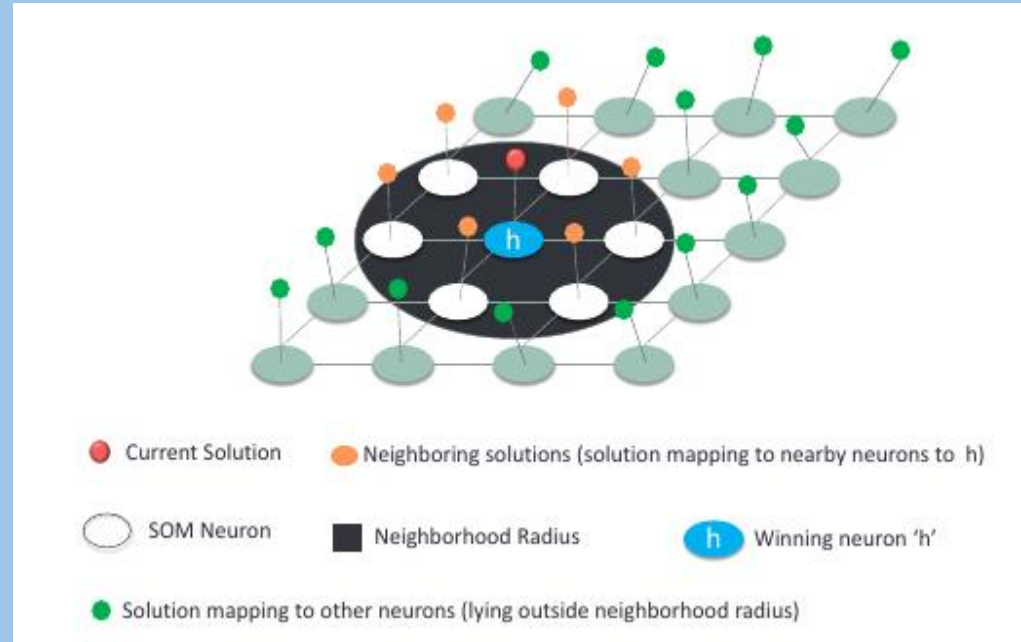 h
Current Solution
Neighboring solutions (solution mapping to nearby neurons to h)
SOM Neuron
Neighborhood Radius
h
Winning neuron ‘h’
Solution mapping to other neurons (lying outside neighborhood radius)